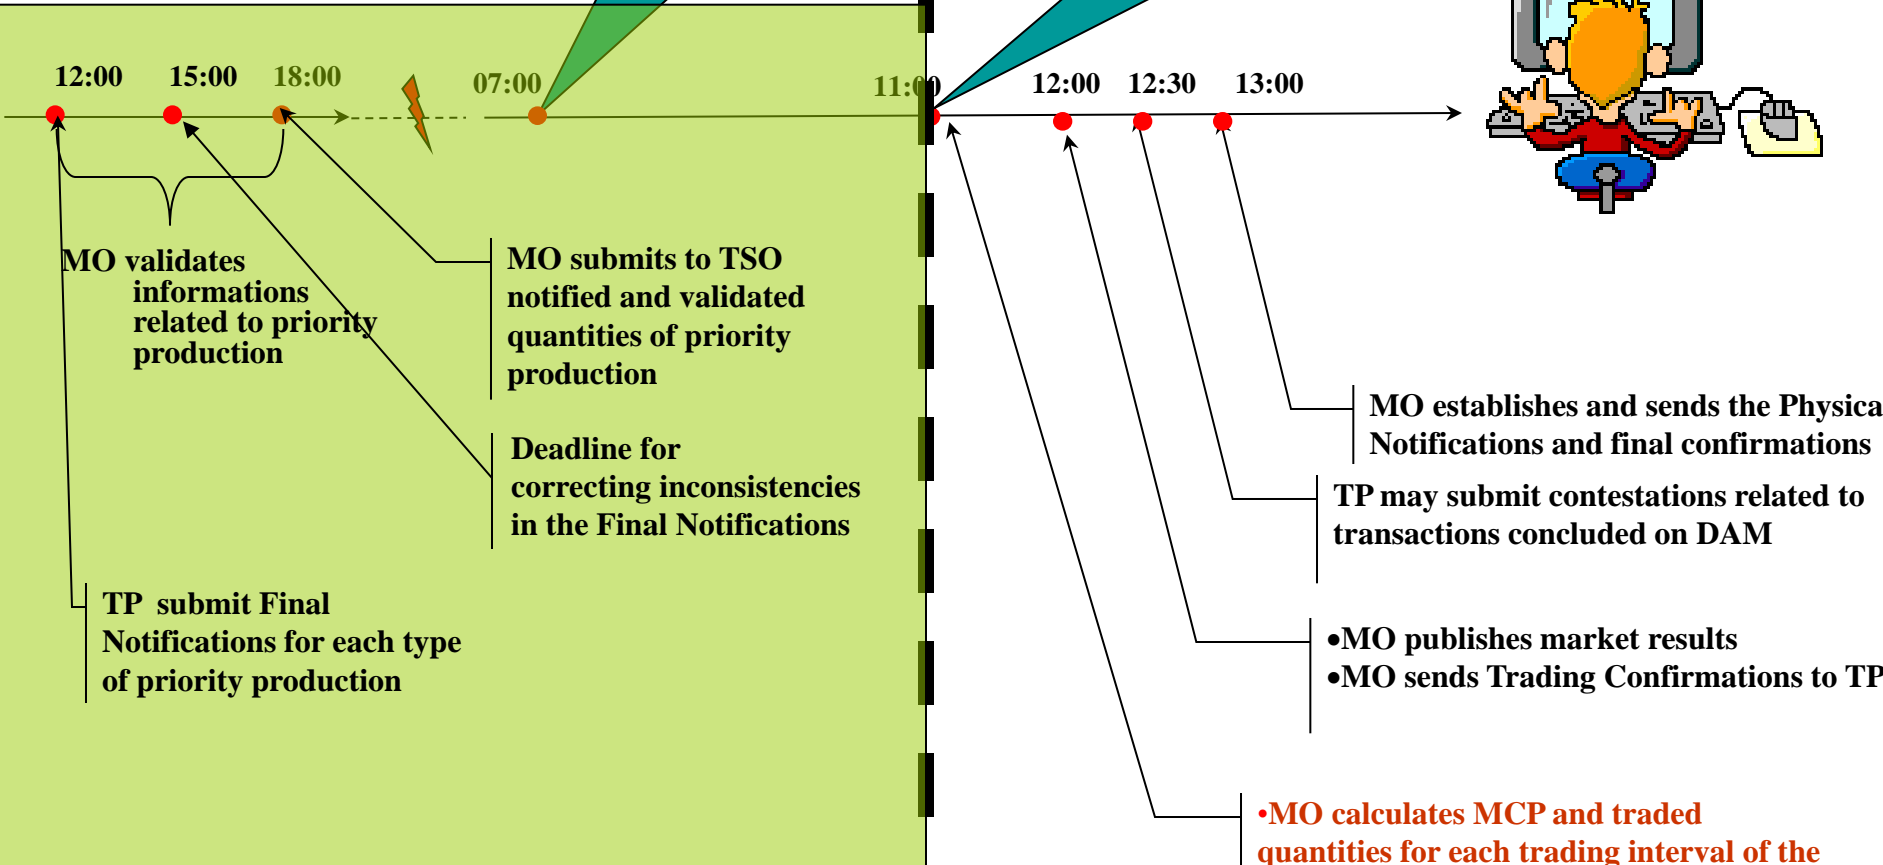 12:00 15:00 18:00 07:00 11:00 12:00 12:30 13:00
MO validates
informations
related to priority
production
MO submits to TSO
notified and validated
quantities of priority
production
Deadline for
correcting inconsistencies
in the Final Notifications
TP submit Final
Notifications for each type
of priority production
MO establishes and sends the Physica
Notifications and final confirmations
TP may submit contestations related to
transactions concluded on DAM
•MO publishes market results
•MO sends Trading Confirmations to TP
•MO calculates MCP and traded
quantities for each trading interval of the